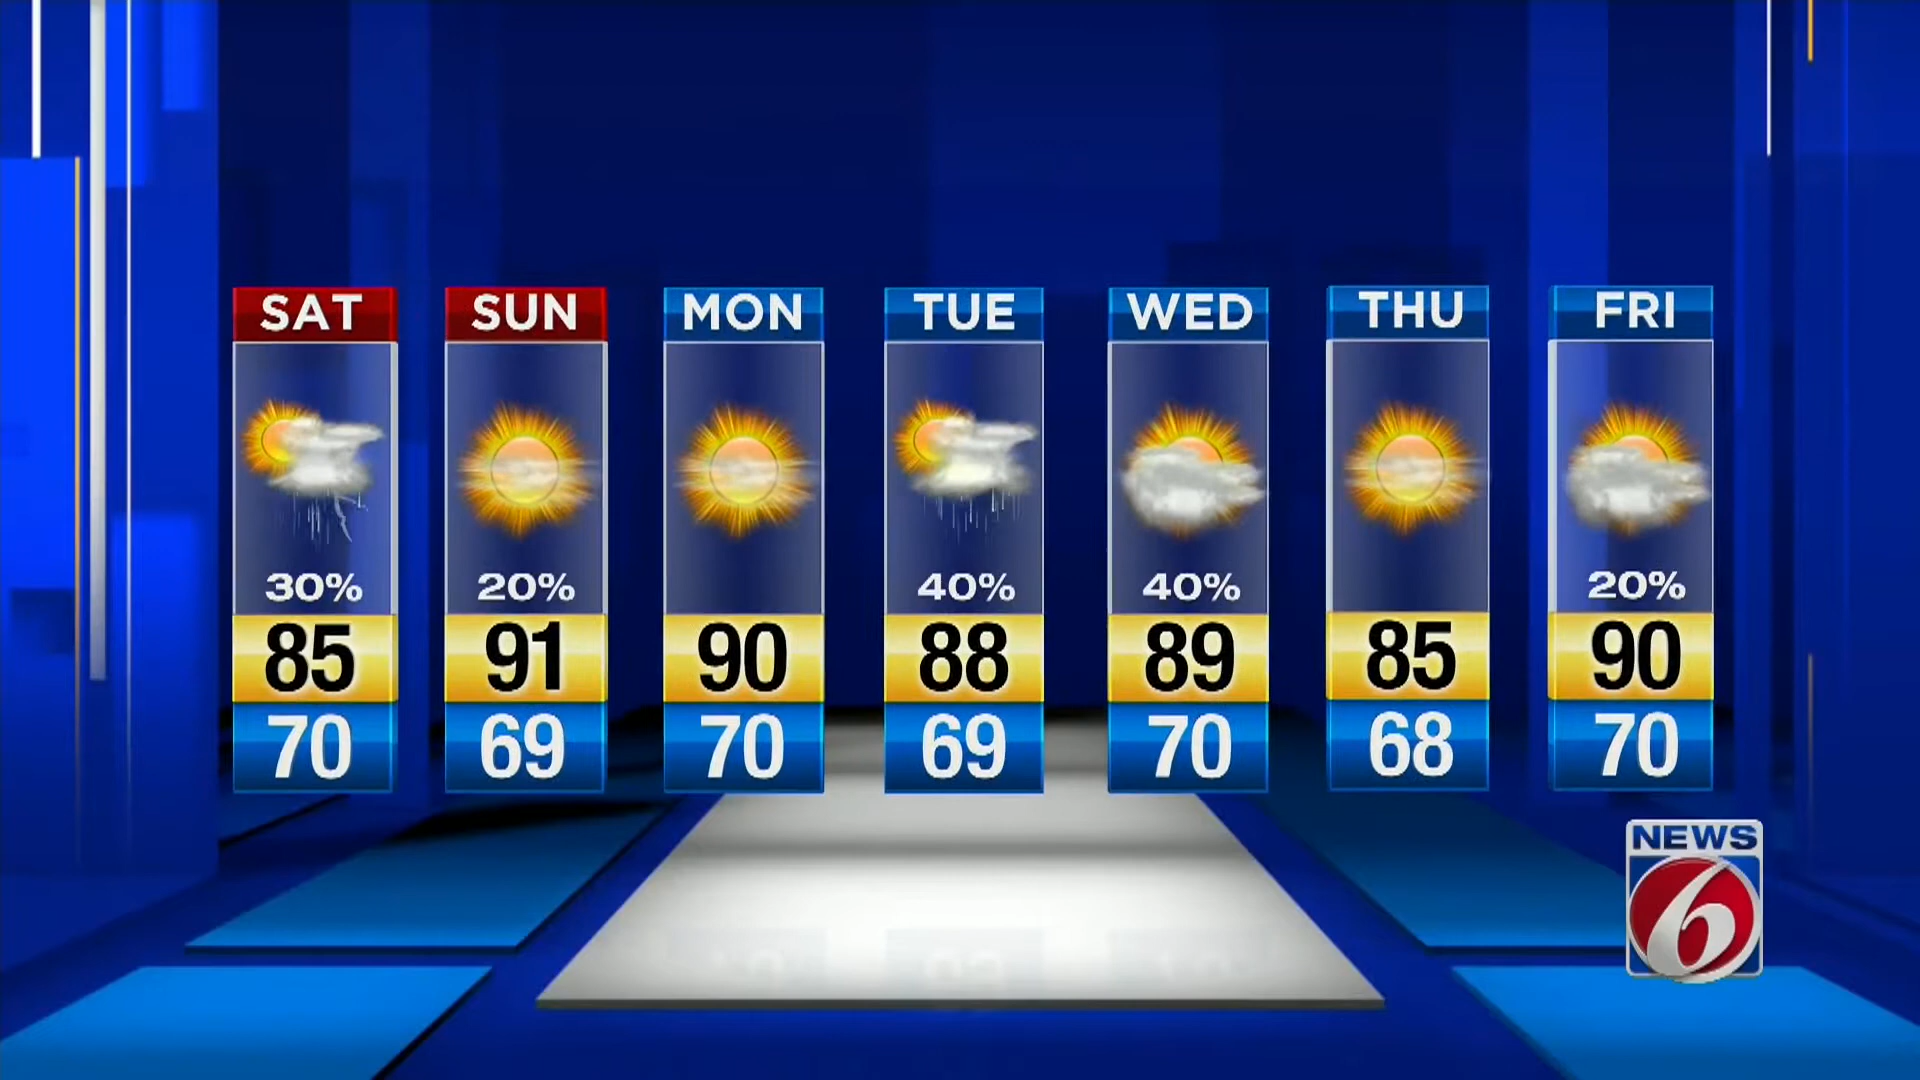 SAT SUN MON TUE WED THU FRI
30% 20% 40% 40% 20%
85 91 90 88 89 85 90
70 69 70 69 70 68 70
NEWS
6